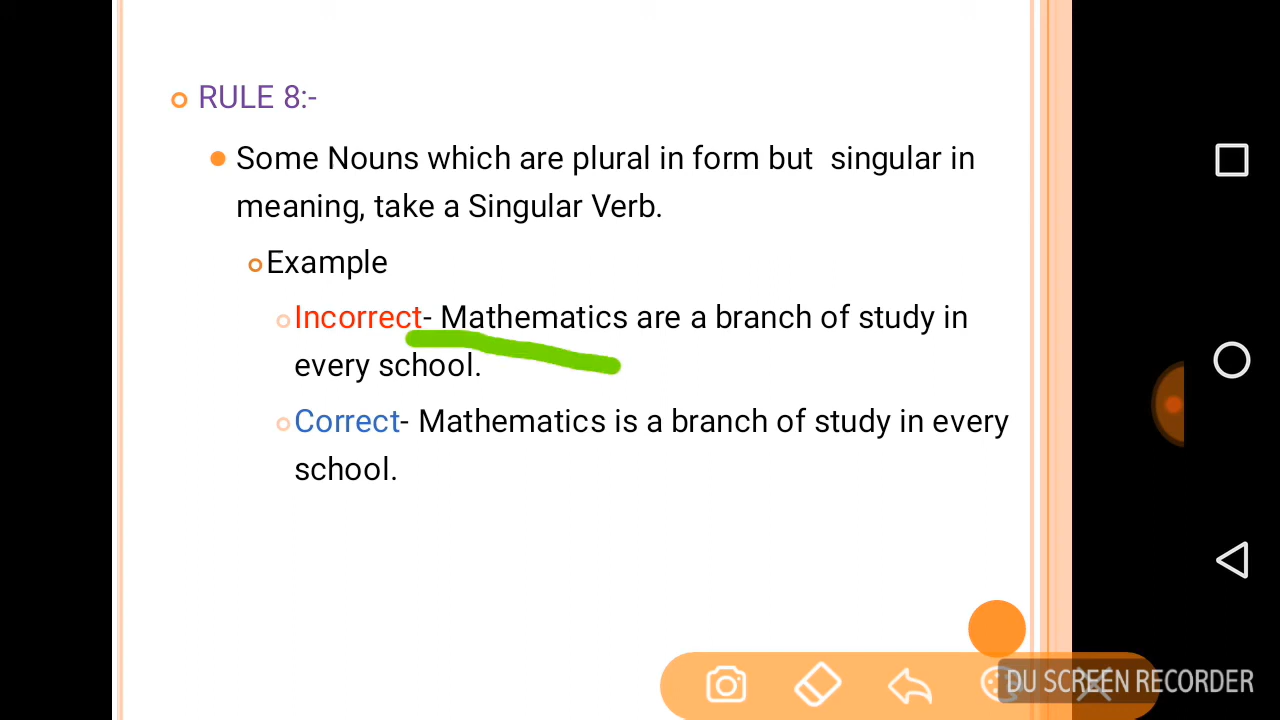 RULE 8:-
Some Nouns which are plural in form but singular in
meaning, take a Singular Verb.
Example
Incorrect- Mathematics are a branch of study in
every school.
Correct- Mathematics is a branch of study in every
school.
DU SCREEN RECORDER